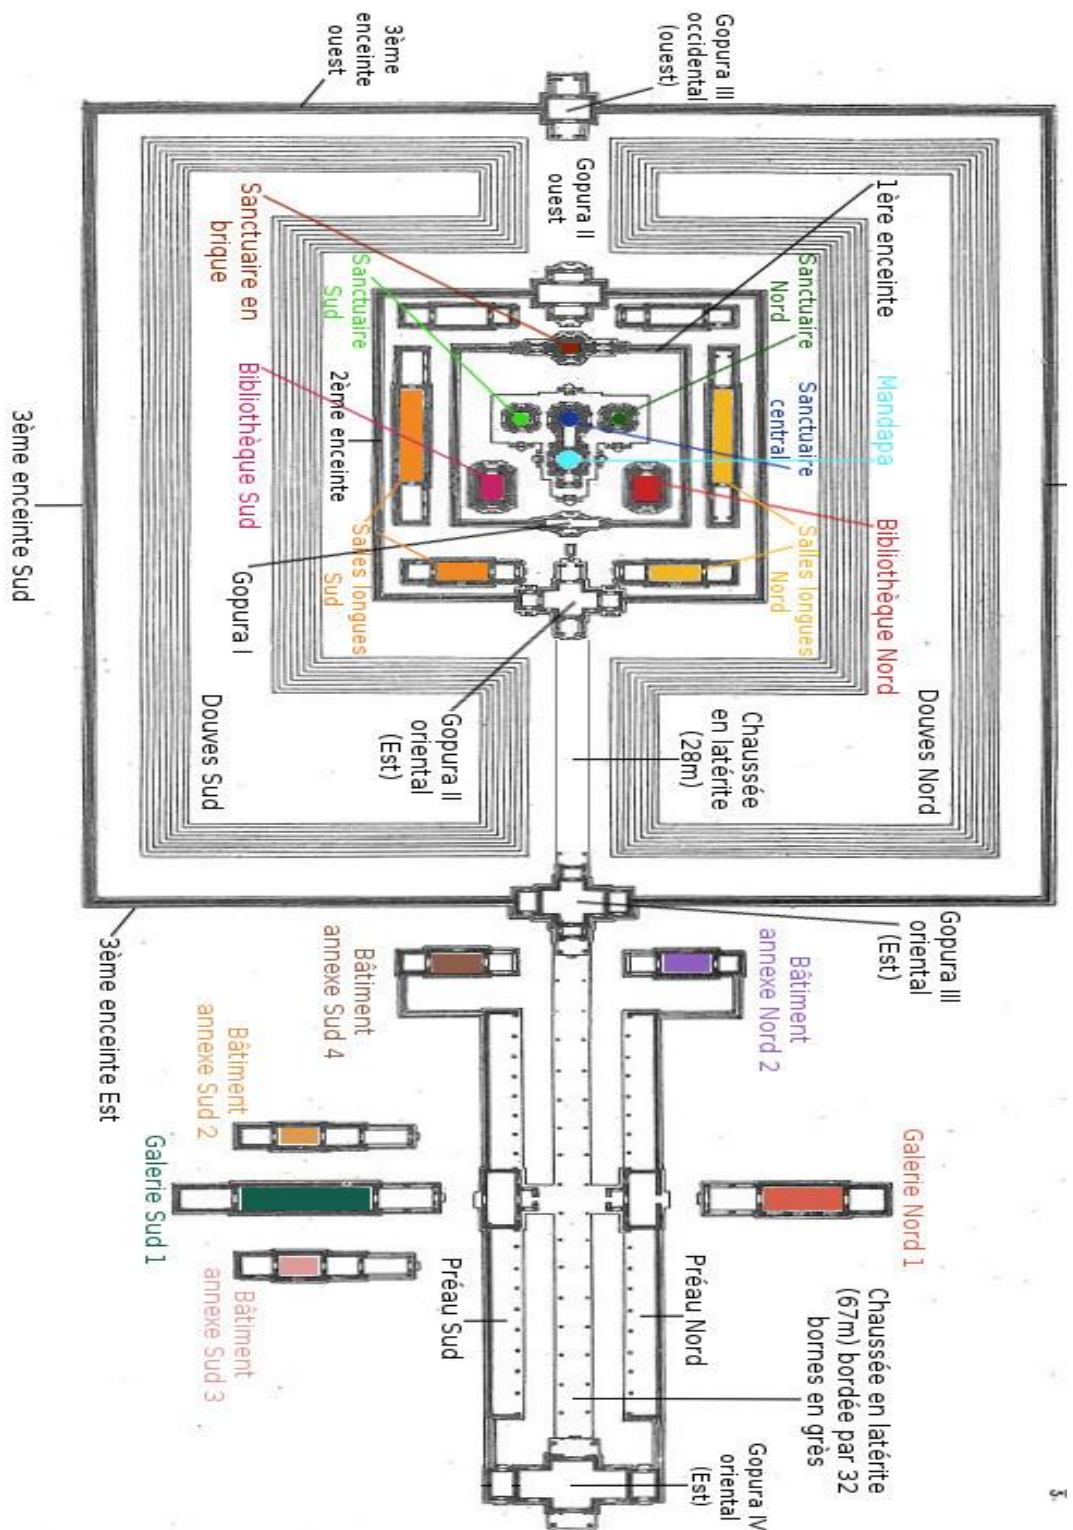 3ème
enceinte
ouest
Gopura III
occidental
(ouest)
Gopura II
ouest
1ère enceinte
Sanctuaire en
brique
Sanctuaire
Sud
Sanctuaire
Nord
Sanctuaire
central
Mandapa
Bibliothèque Sud
2ème enceinte
Bibliothèque Nord
Salles longues
Sud
Salles longues
Nord
3ème enceinte Sud
Gopura I
Douves Sud
Gopura II
oriental
(Est)
Chaussée
en latérite
(28m)
Douves Nord
3ème enceinte Est
Gopura III
oriental
(Est)
Bâtiment
annexe Sud 4
Bâtiment
annexe Nord 2
Bâtiment
annexe Sud 2
Galerie Sud 1
Galerie Nord 1
Bâtiment
annexe Sud 3
Préau Sud
Préau Nord
Chaussée en latérite
(67m) bordée par 32
bornes en grès
Gopura IV
oriental
(Est)